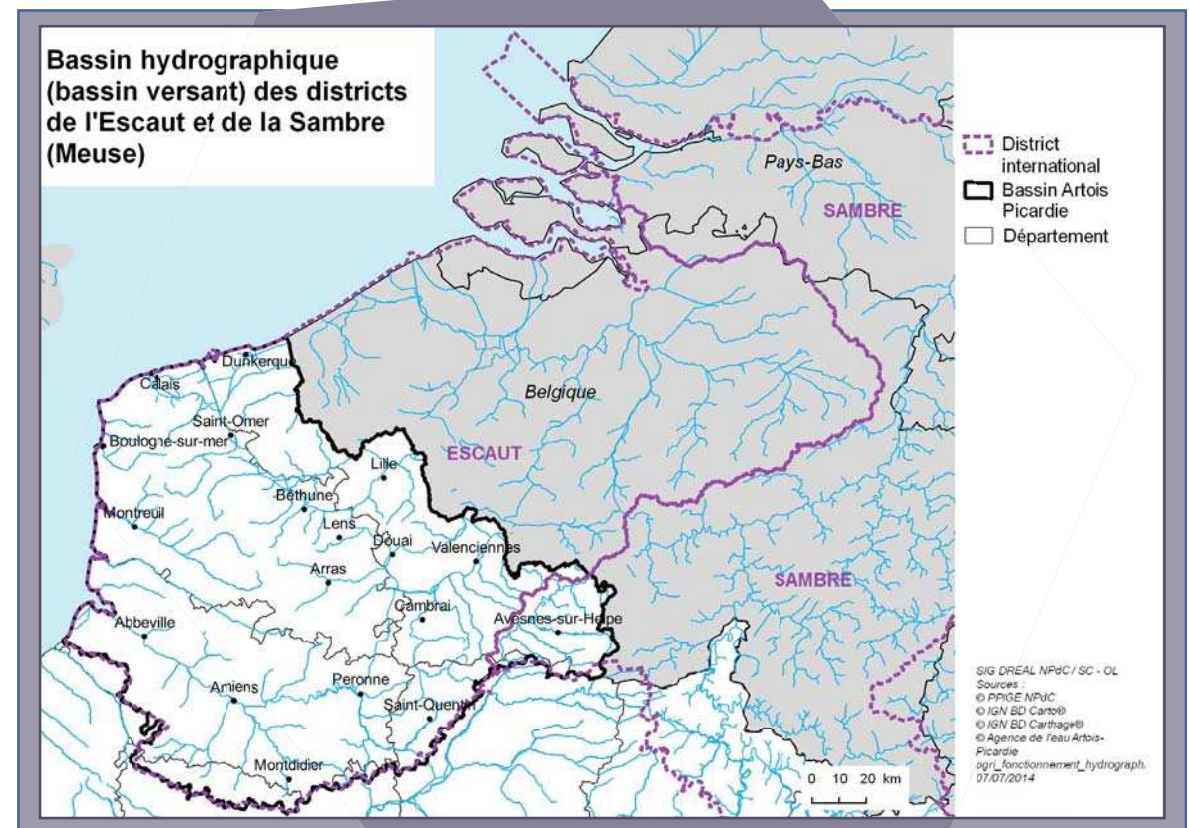 Bassin hydrographique
(bassin versant) des districts
de l'Escaut et de la Sambre
(Meuse)
District
international
Bassin Artois
Picardie
Département
Pays-Bas
SAMBRE
Dunkerque
Calais
Belgique
Saint-Omer
Boulogne-sur-mer
ESCAUT
Lille
Béthune
Montreuil
Lens
Douai
Valenciennes
Arras
SAMBRE
Cambrai
Avesnes-sur-Helpe
Abbeville
Peronne
Amiens
Saint-Quentin
Montdidier
0 10 20 km
SIG DREAL NPdC / SC - OL
Sources :
© PPIGE NPdC
© IGN BD Carto®
© IGN BD Carthage®
© Agence de l'eau Artois-
Picardie
pgri_fonctionnement_hydrograph.
07/07/2014